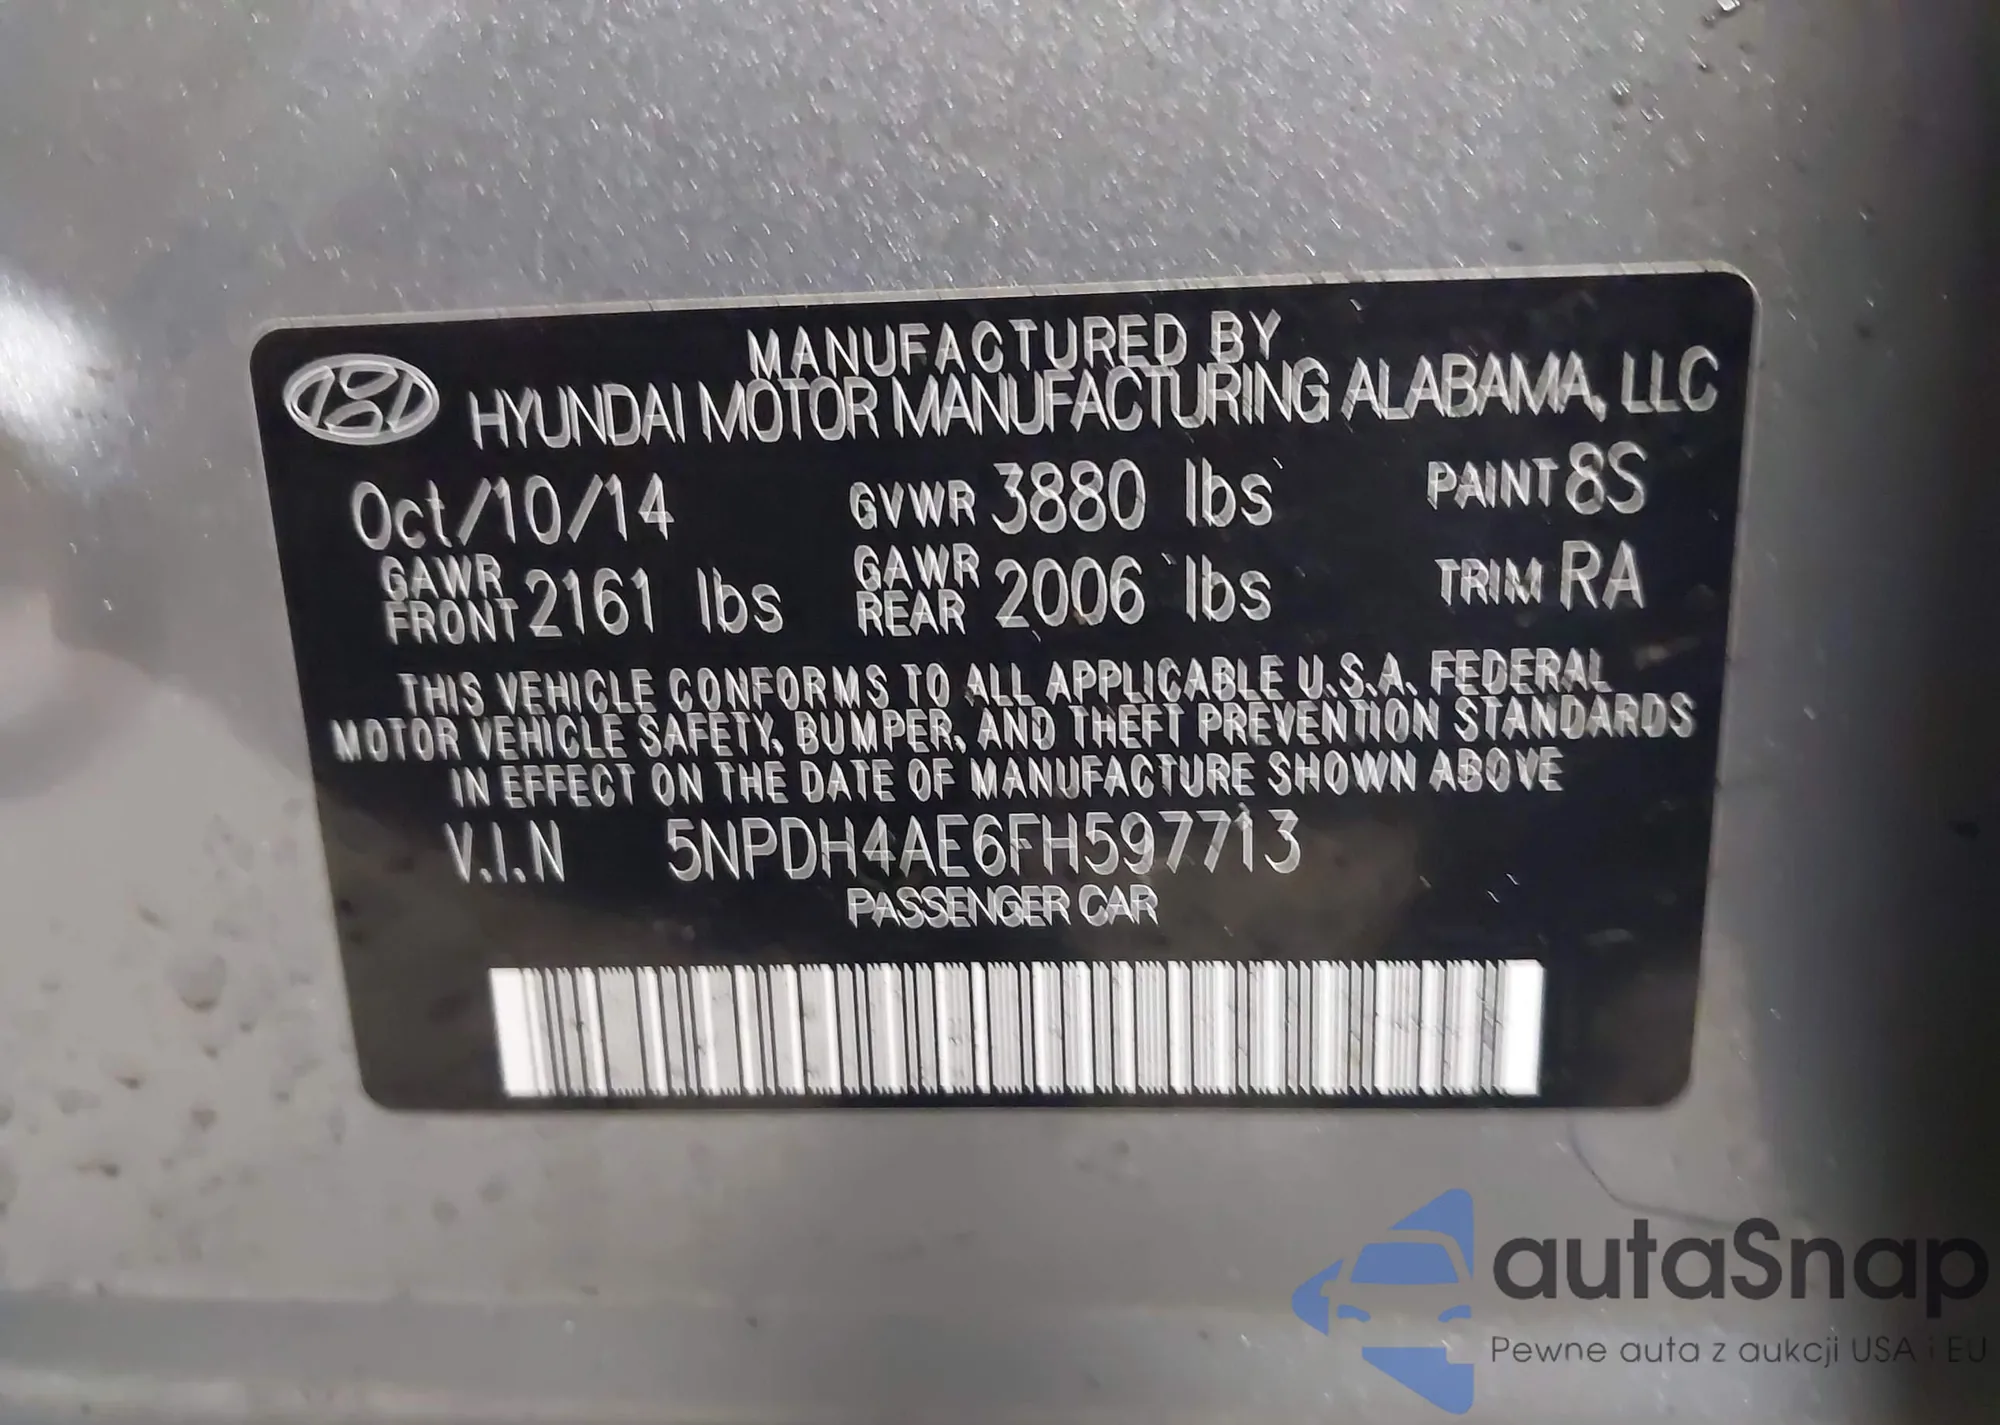 MANUFACTURED BY
HYUNDAI MOTOR MANUFACTURING ALABAMA, LLC
Oct/10/14 GVWR 3880 lbs PAINT 8S
GAWR FRONT 2161 lbs GAWR REAR 2006 lbs TRIM RA
THIS VEHICLE CONFORMS TO ALL APPLICABLE U.S.A. FEDERAL
MOTOR VEHICLE SAFETY, BUMPER, AND THEFT PREVENTION STANDARDS
IN EFFECT ON THE DATE OF MANUFACTURE SHOWN ABOVE
V.I.N 5NPDH4AE6FH597713
PASSENGER CAR
autaSnap
Pewne auta z aukcji USA i EU